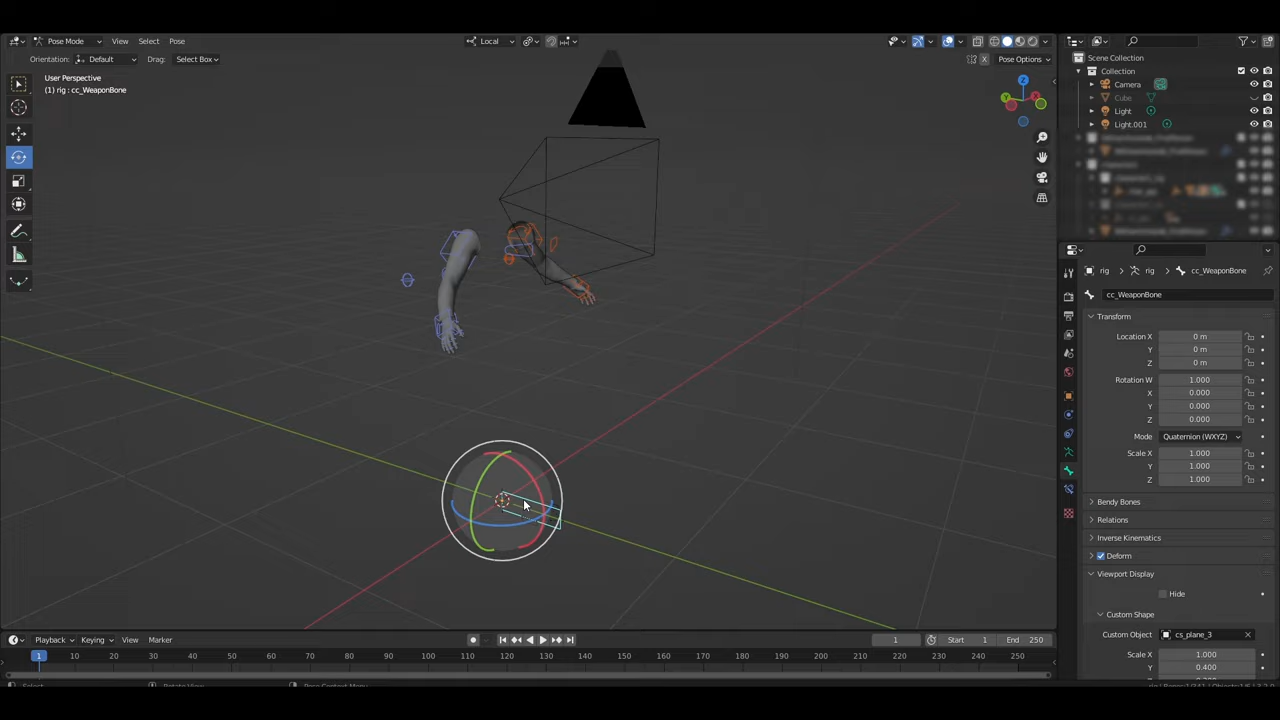 Pose Mode View Select Pose Local
Orientation: Default Drag: Select Box X Pose Options
User Perspective
(1) rig : cc_WeaponBone
Z
Y
X
Scene Collection
Collection
Camera
Cube
Light
Light.001
rig rig cc_WeaponBone
cc_WeaponBone
Transform
Location X 0 m
Y 0 m
Z 0 m
Rotation W 1.000
X 0.000
Y 0.000
Z 0.000
Mode Quaternion (WXYZ)
Scale X 1.000
Y 1.000
Z 1.000
Bendy Bones
Relations
Inverse Kinematics
Deform
Viewport Display
Hide
Custom Shape
Custom Object cs_plane_3
Scale X 1.000
Y 0.400
Playback Keying View Marker 1 Start 1 End 250
1 10 20 30 40 50 60 70 80 90 100 110 120 130 140 150 160 170 180 190 200 210 220 230 240 250